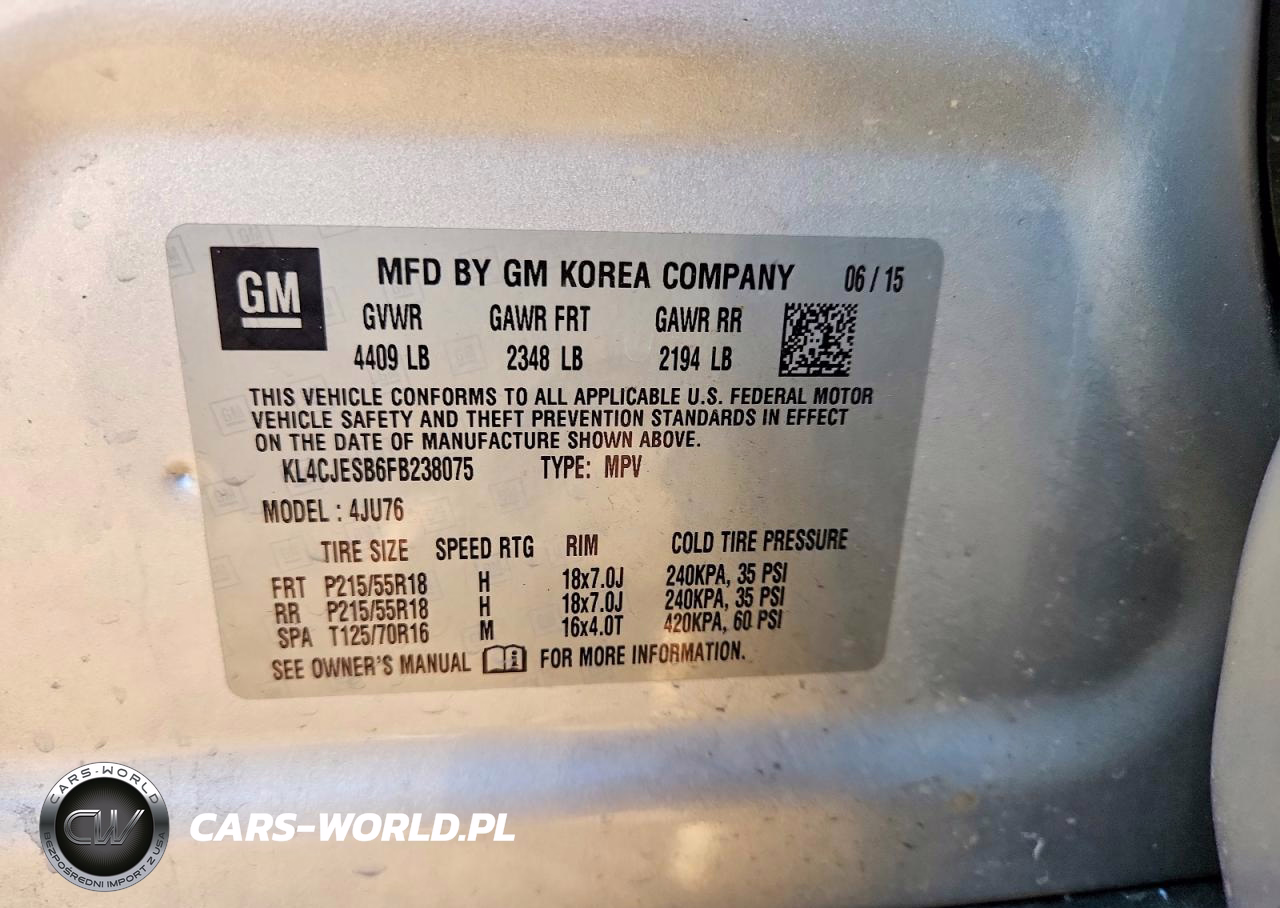 GM
MFD BY GM KOREA COMPANY 06 / 15
GVWR GAWR FRT GAWR RR
4409 LB 2348 LB 2194 LB
THIS VEHICLE CONFORMS TO ALL APPLICABLE U.S. FEDERAL MOTOR
VEHICLE SAFETY AND THEFT PREVENTION STANDARDS IN EFFECT
ON THE DATE OF MANUFACTURE SHOWN ABOVE.
KL4CJESB6FB238075 TYPE: MPV
MODEL : 4JU76
TIRE SIZE SPEED RTG RIM COLD TIRE PRESSURE
FRT P215/55R18 H 18x7.0J 240KPA, 35 PSI
RR P215/55R18 H 18x7.0J 240KPA, 35 PSI
SPA T125/70R16 M 16x4.0T 420KPA, 60 PSI
SEE OWNER'S MANUAL FOR MORE INFORMATION.
CARS-WORLD
CW
BEZPOŚREDNI IMPORT Z USA
CARS-WORLD.PL